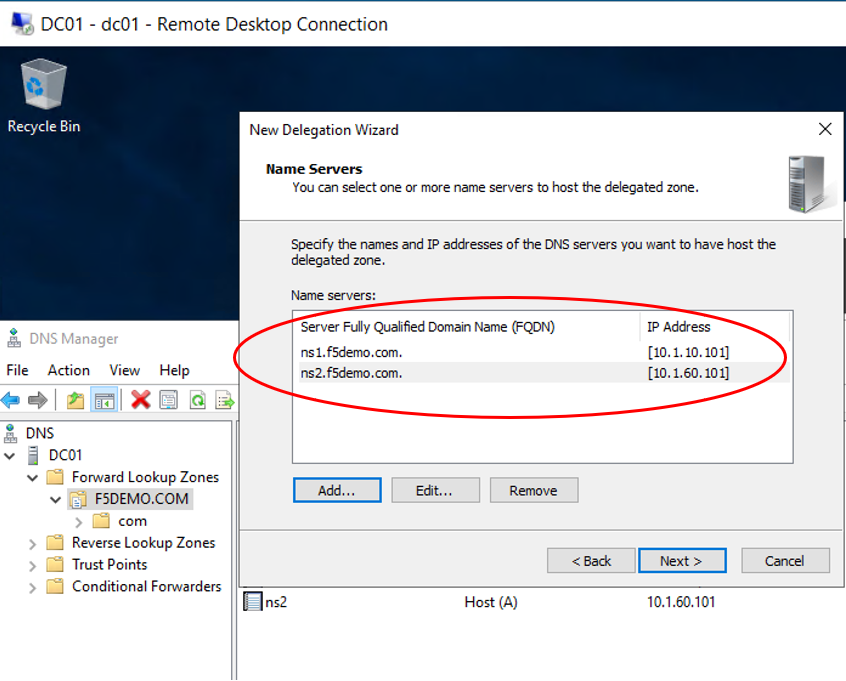 DC01 - dc01 - Remote Desktop Connection
Recycle Bin
New Delegation Wizard
Name Servers
You can select one or more name servers to host the delegated zone.
Specify the names and IP addresses of the DNS servers you want to have host the
delegated zone.
Name servers:
Server Fully Qualified Domain Name (FQDN) IP Address
ns1.f5demo.com. [10.1.10.101]
ns2.f5demo.com. [10.1.60.101]
Add... Edit... Remove
< Back Next > Cancel
DNS Manager
File Action View Help
DNS
DC01
Forward Lookup Zones
F5DEMO.COM
com
Reverse Lookup Zones
Trust Points
Conditional Forwarders
ns2 Host (A) 10.1.60.101